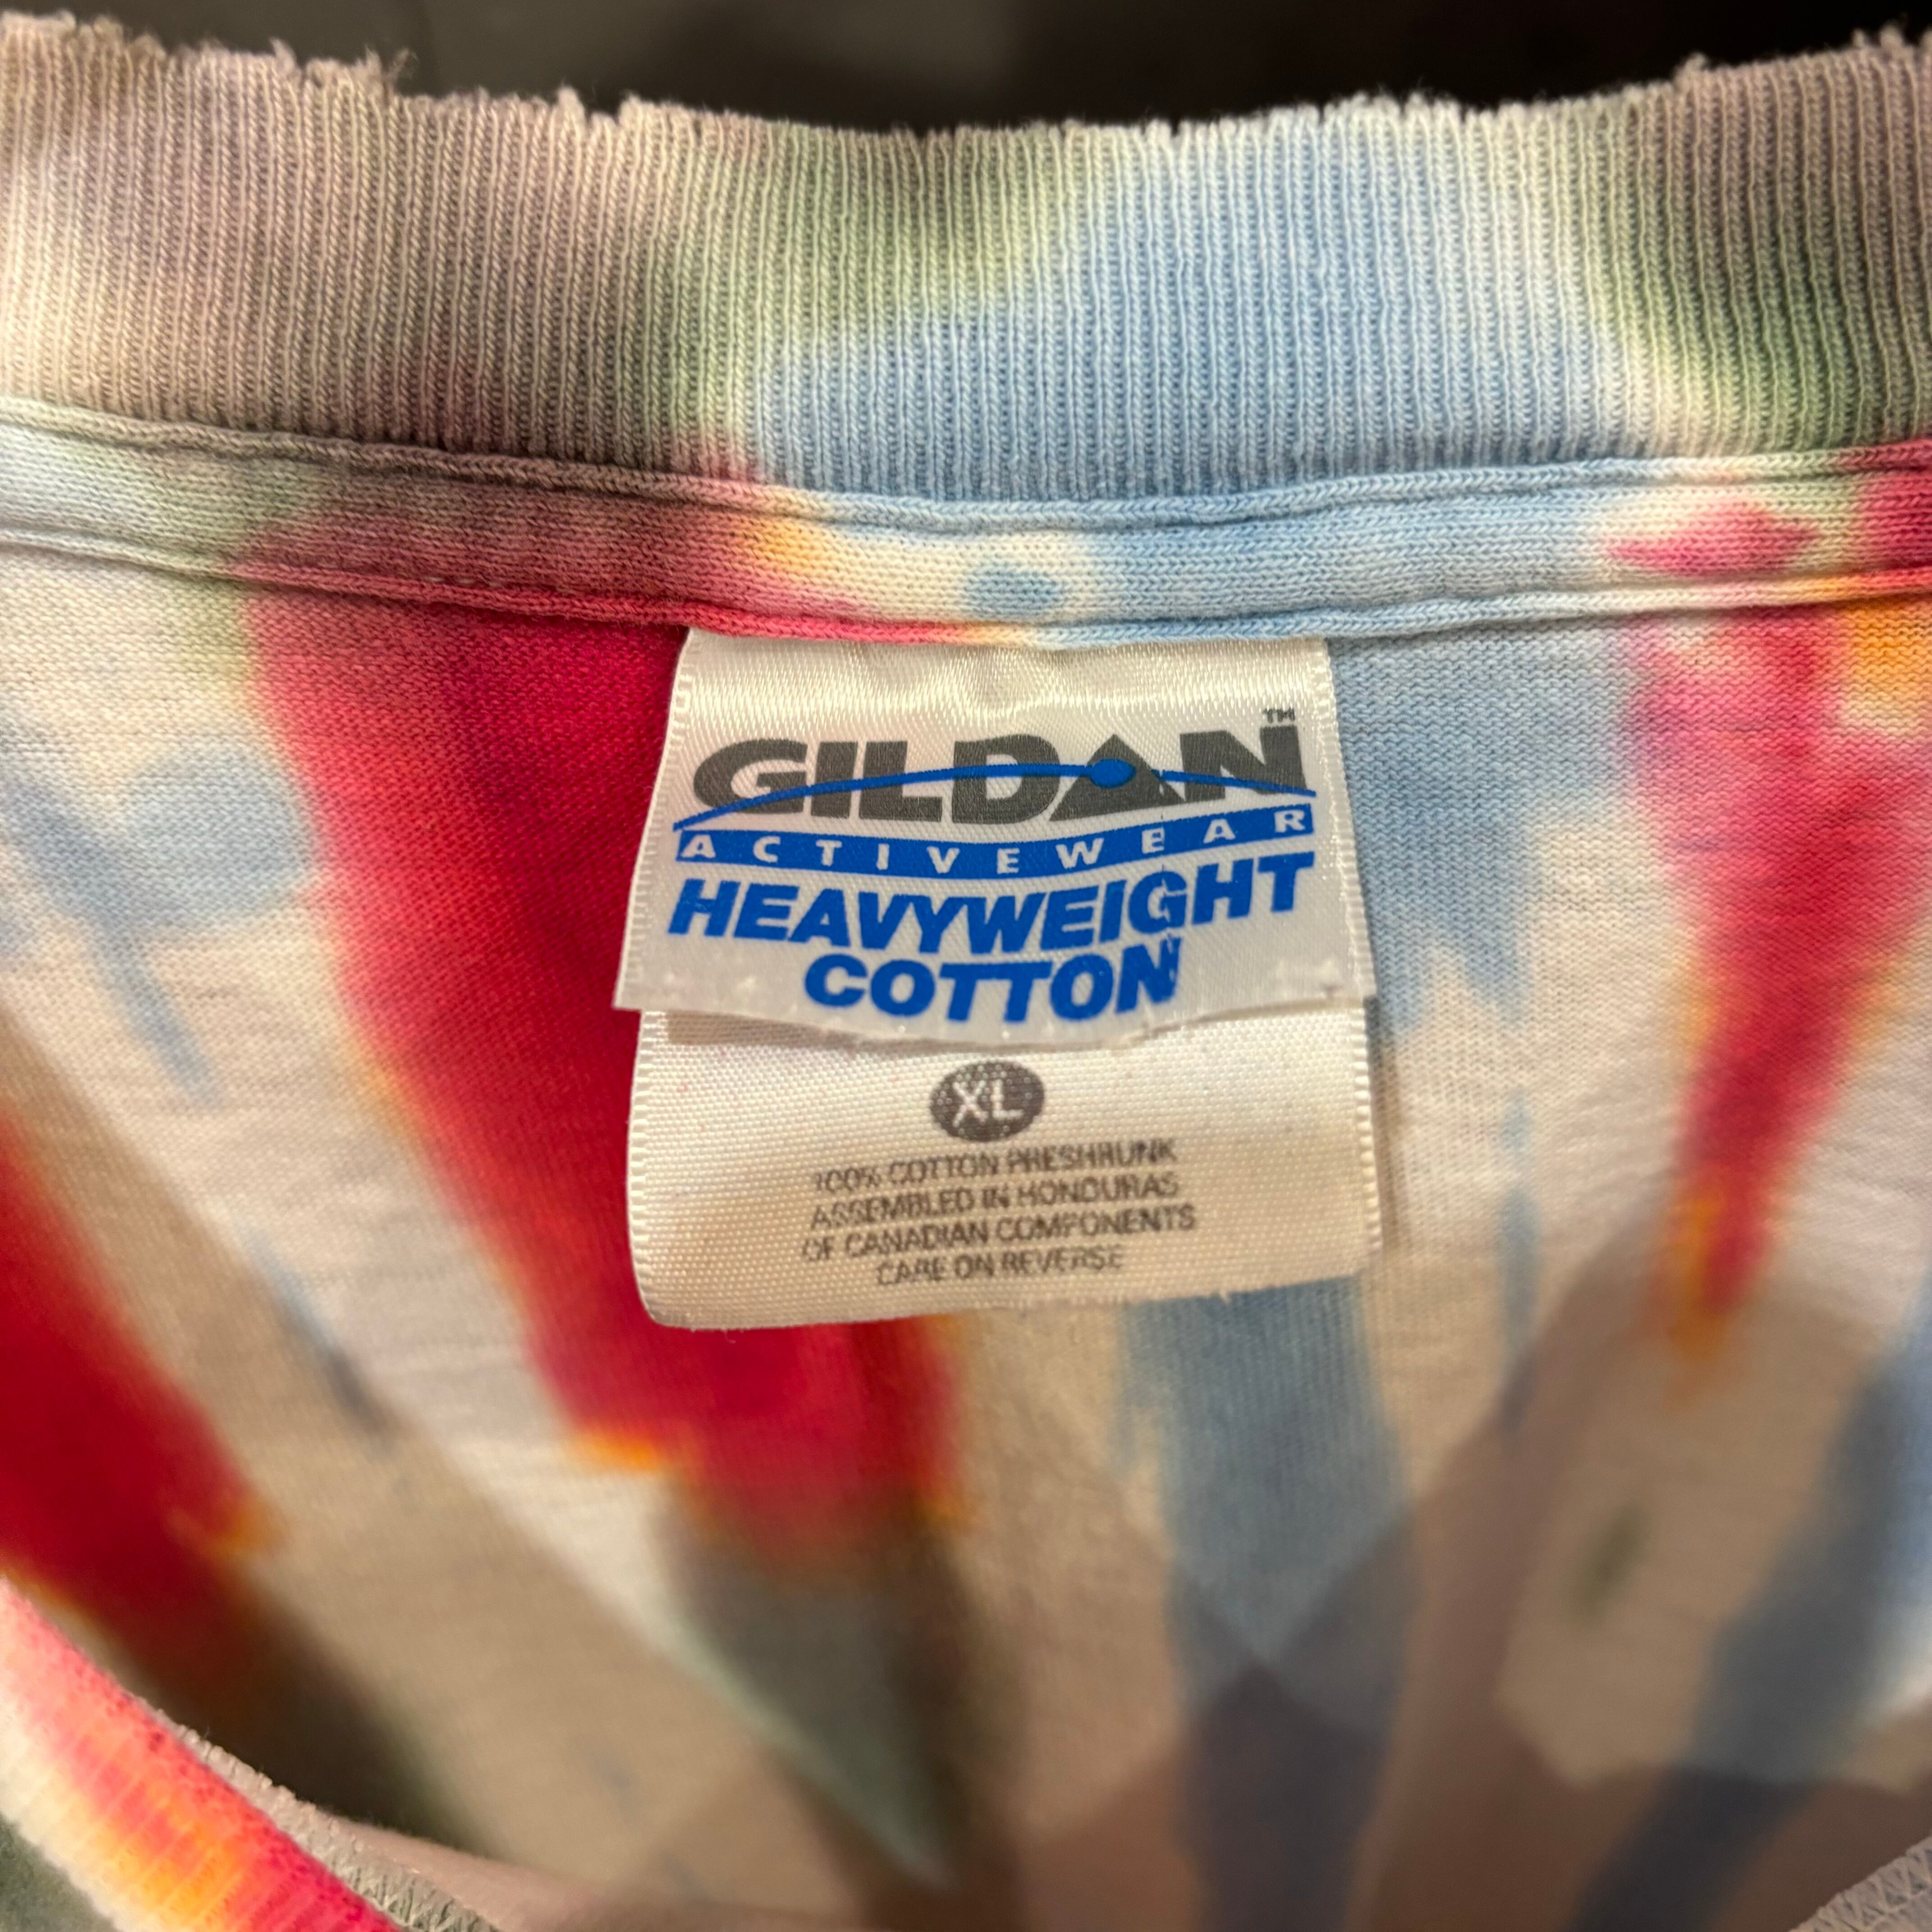 GILDAN™
ACTIVEWEAR
HEAVYWEIGHT
COTTON
XL
100% COTTON PRESHRUNK
ASSEMBLED IN HONDURAS
OF CANADIAN COMPONENTS
CARE ON REVERSE